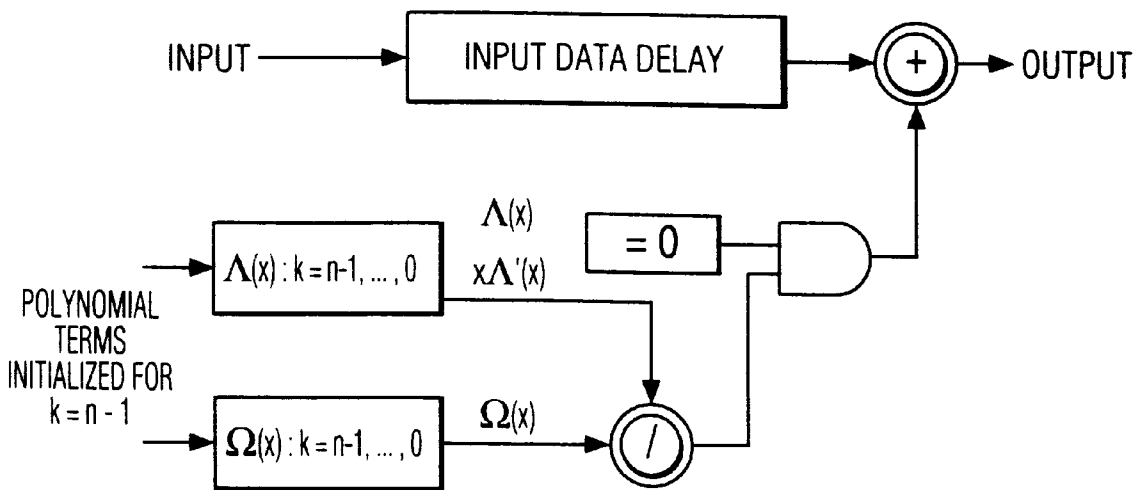 INPUT
INPUT DATA DELAY
+
OUTPUT
Λ(x)
= 0
Λ(x) : k = n-1, ... , 0
xΛ'(x)
POLYNOMIAL
TERMS
INITIALIZED FOR
k = n - 1
Ω(x) : k = n-1, ... , 0
Ω(x)
/